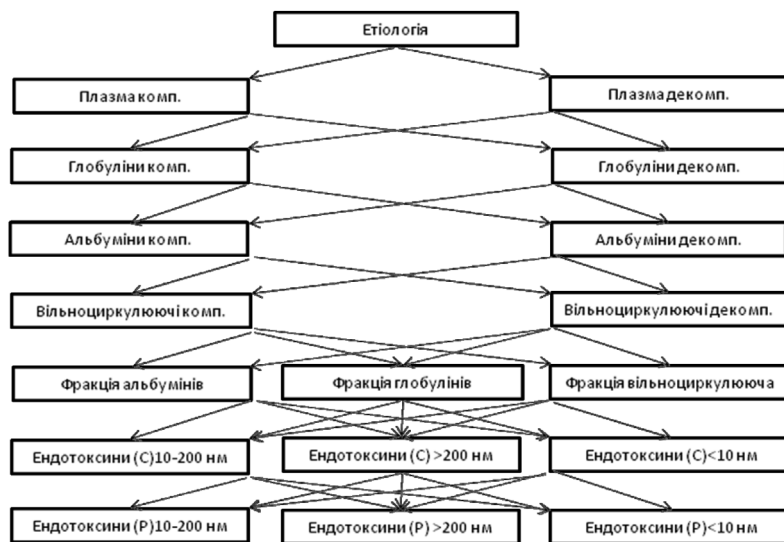 Етіологія
Плазма комп.
Плазма декомп.
Глобуліни комп.
Глобуліни декомп.
Альбуміни комп.
Альбуміни декомп.
Вільноциркулюючі комп.
Вільноциркулюючі декомп.
Фракція альбумінів
Фракція глобулінів
Фракція вільноциркулююча
Ендотоксини (С)10-200 нм
Ендотоксини (С) >200 нм
Ендотоксини (С)<10 нм
Ендотоксини (Р)10-200 нм
Ендотоксини (Р) >200 нм
Ендотоксини (Р)<10 нм